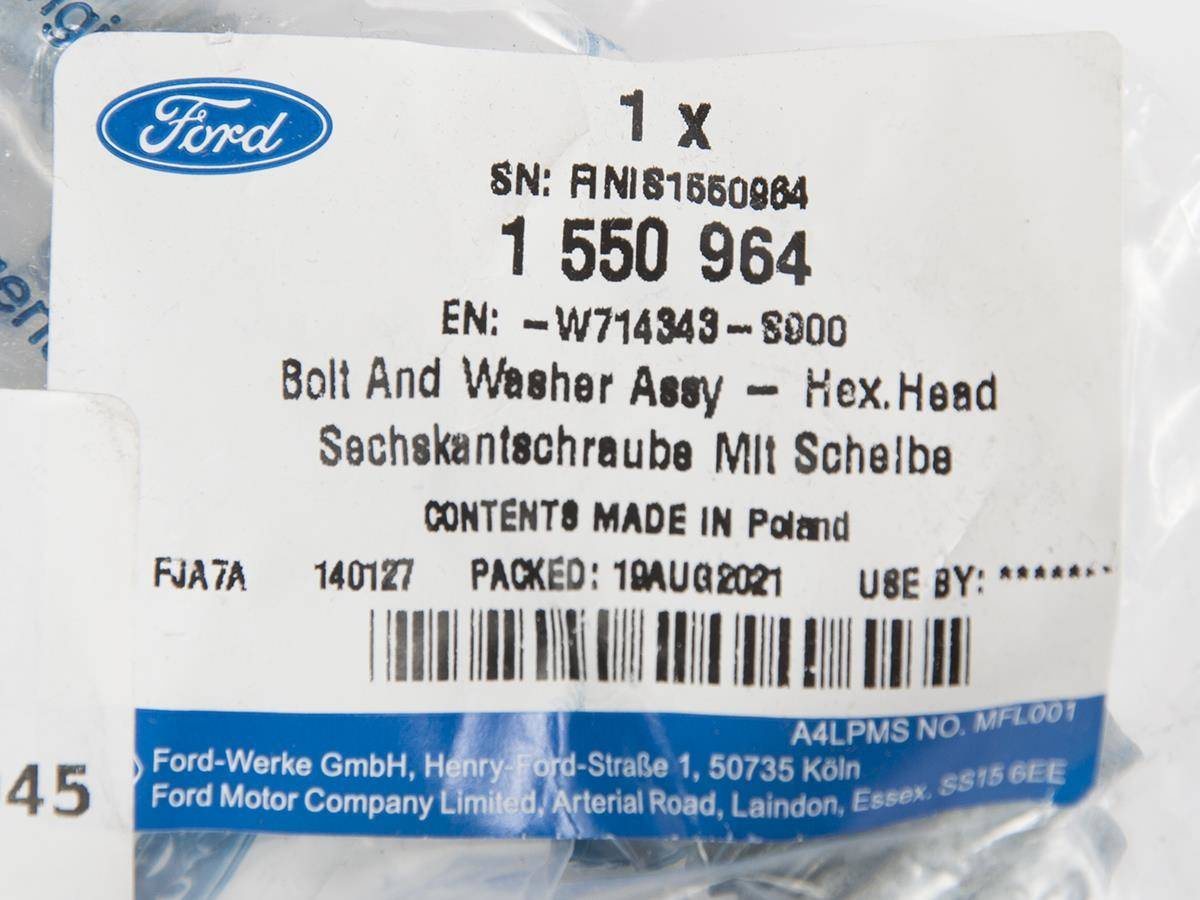 Ford
1 x
SN: FINIS1550964
1 550 964
EN: -W714343-S900
Bolt And Washer Assy - Hex.Head
Sechskantschraube Mit Scheibe
CONTENTS MADE IN Poland
FJA7A 140127 PACKED: 19AUG2021 USE BY: *******
A4LPMS NO. MFL001
Ford-Werke GmbH, Henry-Ford-Straße 1, 50735 Köln
Ford Motor Company Limited, Arterial Road, Laindon, Essex. SS15 6EE
45